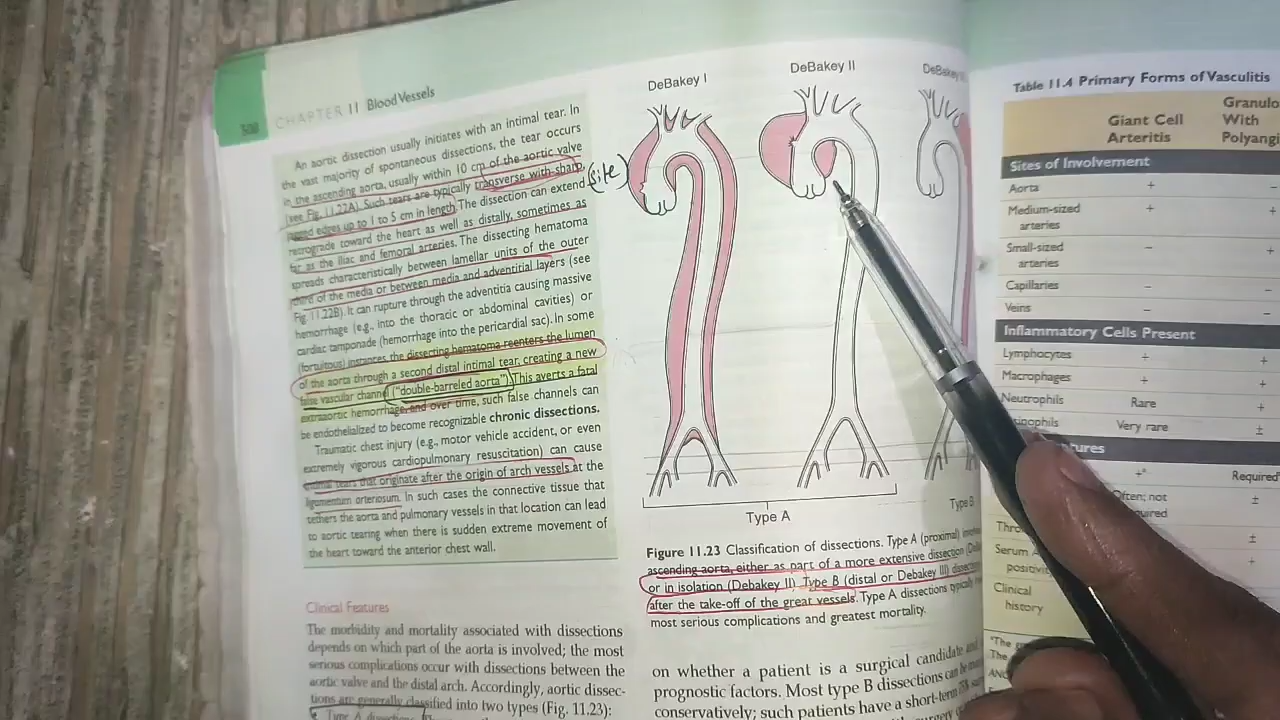 308 CHAPTER 11 Blood Vessels
An aortic dissection usually initiates with an intimal tear. In
the vast majority of spontaneous dissections, the tear occurs
in the ascending aorta, usually within 10 cm of the aortic valve
(see Fig. 11.22A). Such tears are typically transverse with sharp,
jagged edges up to 1 to 5 cm in length. The dissection can extend
retrograde toward the heart as well as distally, sometimes as
far as the iliac and femoral arteries. The dissecting hematoma
spreads characteristically between lamellar units of the outer
third of the media or between media and adventitial layers (see
Fig 11.22B). It can rupture through the adventitia causing massive
hemorrhage (e.g., into the thoracic or abdominal cavities) or
cardiac tamponade (hemorrhage into the pericardial sac). In some
(fortuitous) instances the dissecting hematoma reenters the lumen
of the aorta through a second distal intimal tear, creating a new
false vascular channel ("double-barreled aorta"). This averts a fatal
extraaortic hemorrhage, and over time, such false channels can
be endothelialized to become recognizable chronic dissections.
Traumatic chest injury (e.g., motor vehicle accident, or even
extremely vigorous cardiopulmonary resuscitation) can cause
intimal tears that originate after the origin of arch vessels at the
ligamentum arteriosum. In such cases the connective tissue that
tethers the aorta and pulmonary vessels in that location can lead
to aortic tearing when there is sudden extreme movement of
the heart toward the anterior chest wall.
(site)
Clinical Features
The morbidity and mortality associated with dissections
depends on which part of the aorta is involved; the most
serious complications occur with dissections between the
aortic valve and the distal arch. Accordingly, aortic dissec-
tions are generally classified into two types (Fig. 11.23):
Type A dissections
DeBakey I
DeBakey II
DeBakey
Type A
Type B
Figure 11.23 Classification of dissections. Type A (proximal)
ascending aorta, either as part of a more extensive dissection
or in isolation (Debakey II). Type B (distal or Debakey III)
after the take-off of the great vessels. Type A dissections typically
most serious complications and greatest mortality.
on whether a patient is a surgical candidate and
prognostic factors. Most type B dissections can be
conservatively; such patients have a short-term
Table 11.4 Primary Forms of Vasculitis
Giant Cell
Arteritis
Granulo
With
Polyangi
Sites of Involvement
Aorta + −
Medium-sized
arteries + +
Small-sized
arteries − +
Capillaries −
Veins −
Inflammatory Cells Present
Lymphocytes + +
Macrophages + +
Neutrophils Rare +
inophils Very rare ±
tures
Required
Often; not ±
quired
Thro ±
Serum +
positivi
Clinical
history